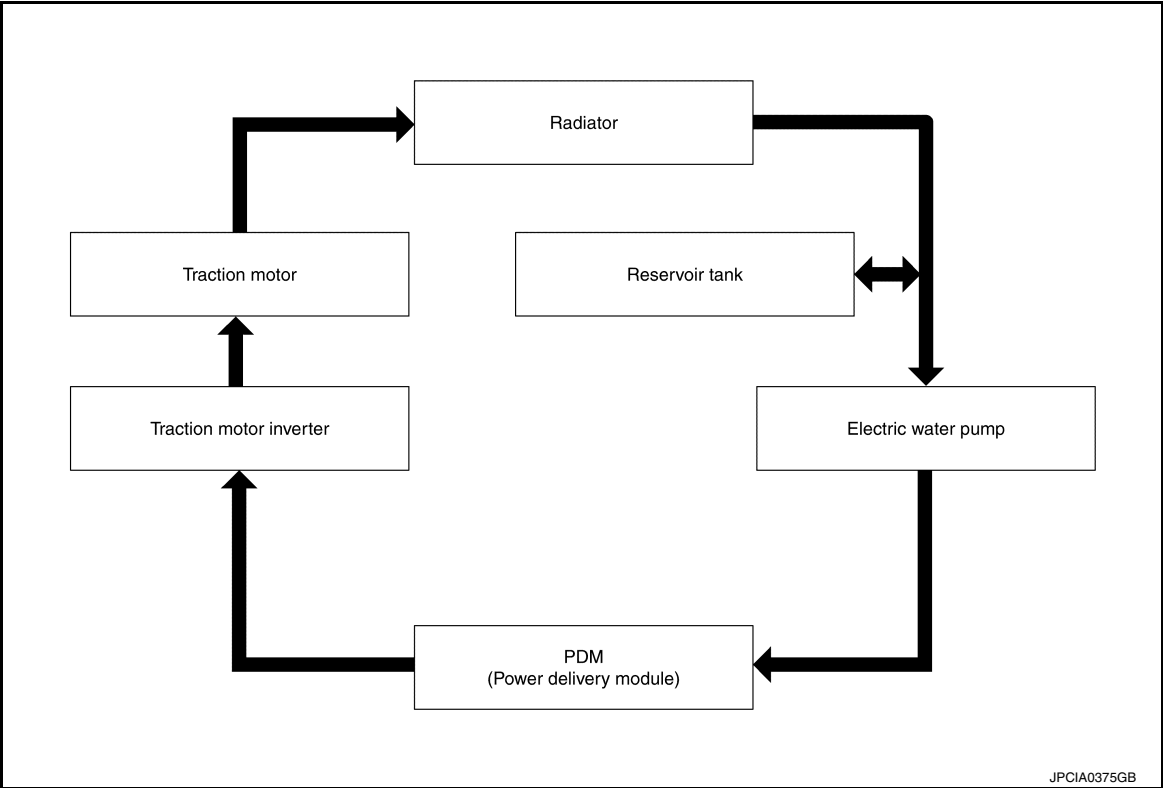 Radiator
Traction motor
Reservoir tank
Traction motor inverter
Electric water pump
PDM
(Power delivery module)
JPCIA0375GB